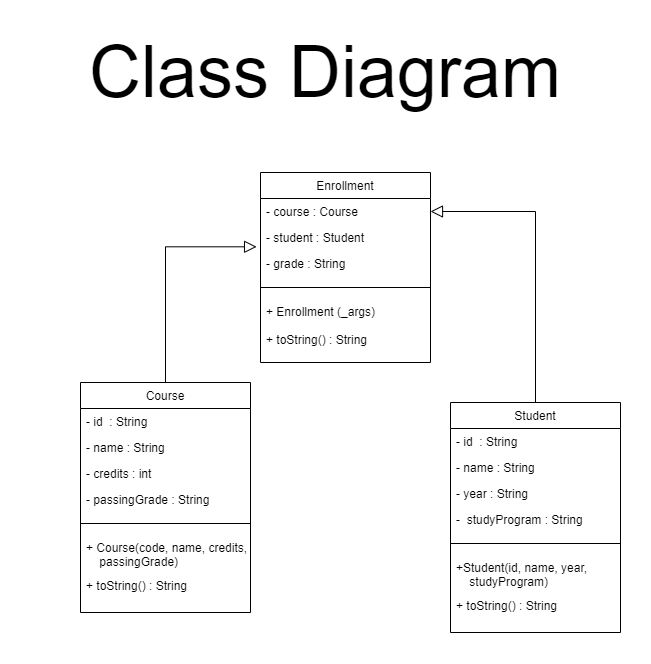 Class Diagram
Enrollment
- course : Course
- student : Student
- grade : String
+ Enrollment (_args)
+ toString() : String
Course
- id  : String
- name : String
- credits : int
- passingGrade : String
+ Course(code, name, credits,
passingGrade)
+ toString() : String
Student
- id  : String
- name : String
- year : String
-  studyProgram : String
+Student(id, name, year,
studyProgram)
+ toString() : String